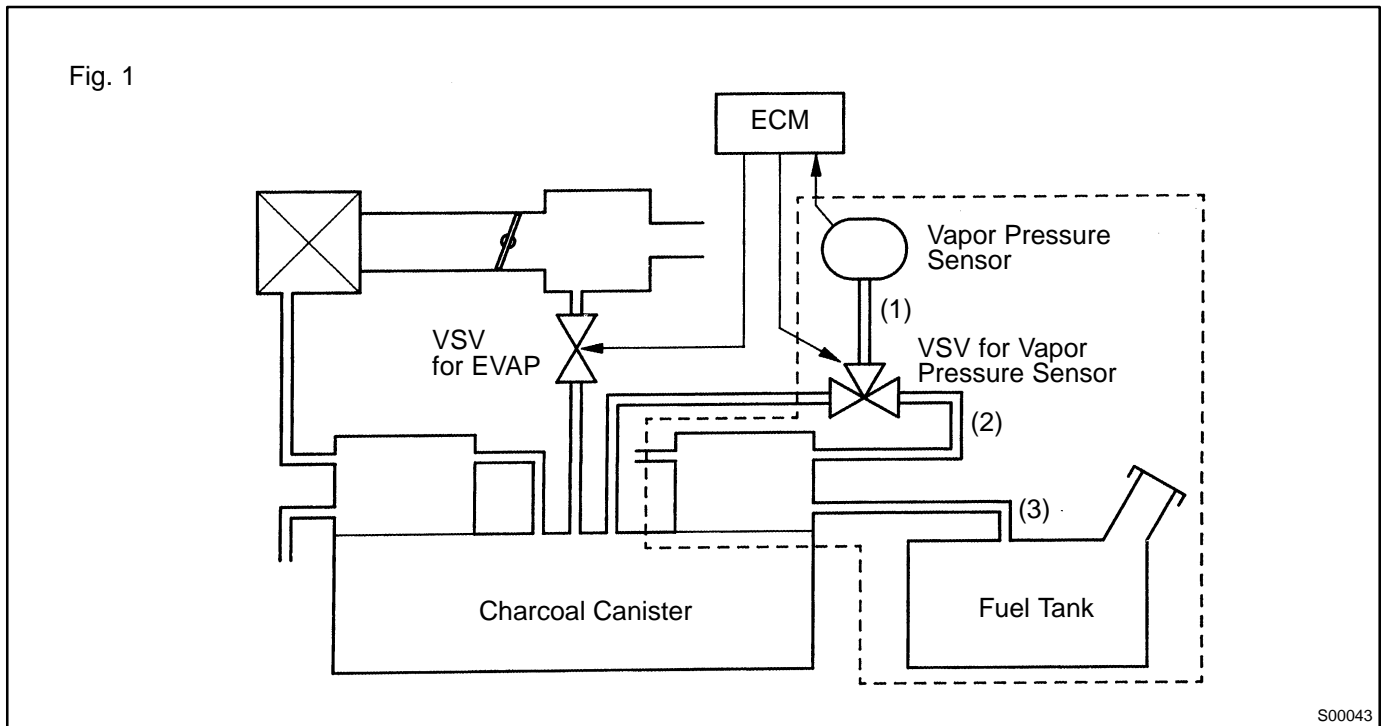 Fig. 1
ECM
Vapor Pressure
Sensor
(1)
VSV
for EVAP
VSV for Vapor
Pressure Sensor
(2)
(3)
Charcoal Canister
Fuel Tank
S00043